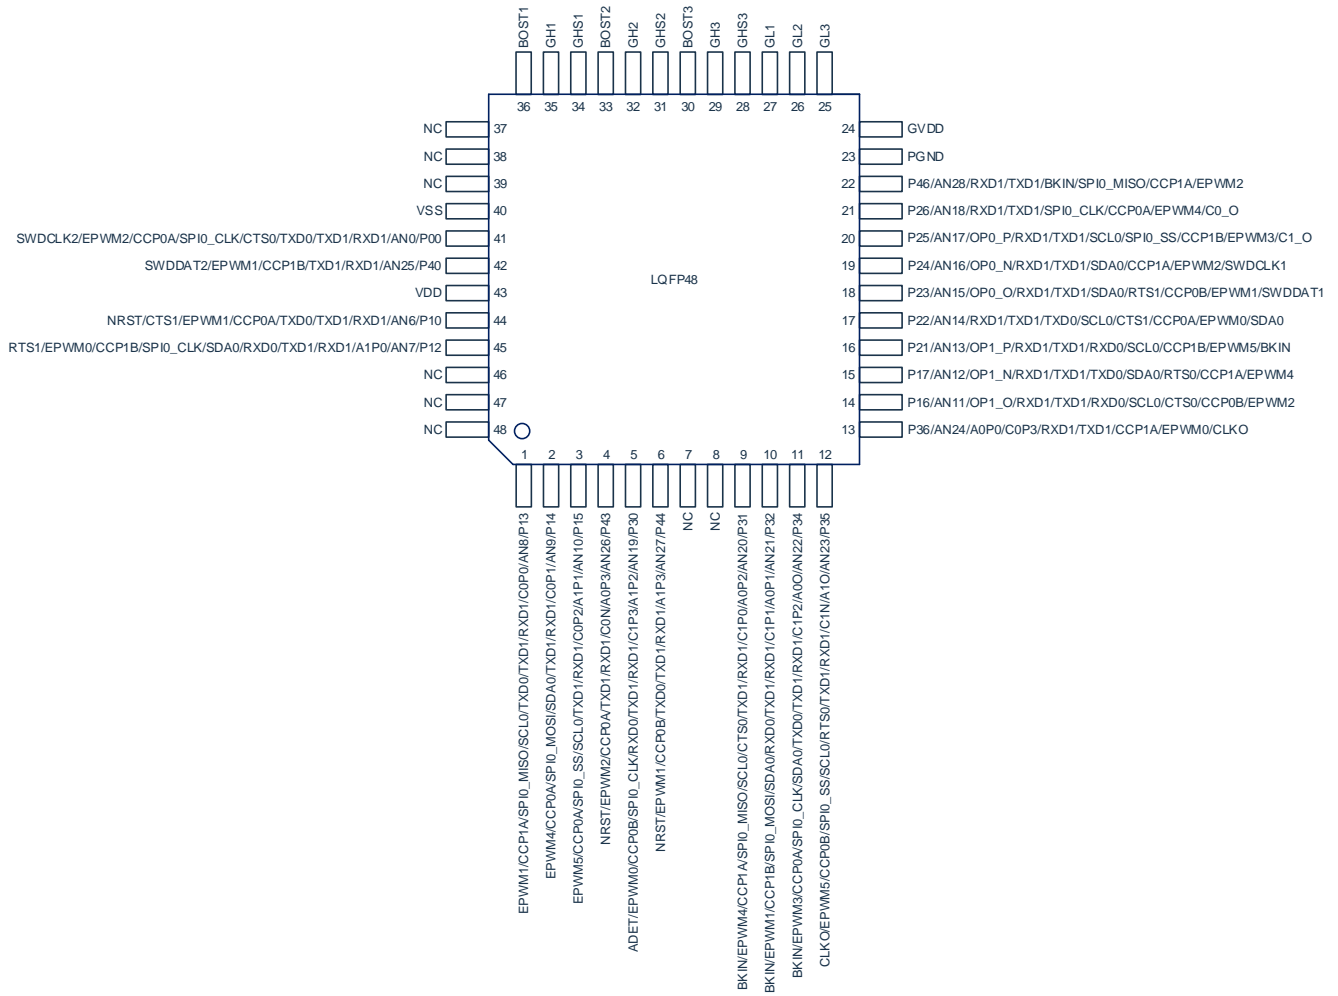 BOST1
GH1
GHS1
BOST2
GH2
GHS2
BOST3
GH3
GHS3
GL1
GL2
GL3
36 35 34 33 32 31 30 29 28 27 26 25
NC 37
NC 38
NC 39
VSS 40
SWDCLK2/EPWM2/CCP0A/SPI0_CLK/CTS0/TXD0/TXD1/RXD1/AN0/P00 41
SWDDAT2/EPWM1/CCP1B/TXD1/RXD1/AN25/P40 42
VDD 43
NRST/CTS1/EPWM1/CCP0A/TXD0/TXD1/RXD1/AN6/P10 44
RTS1/EPWM0/CCP1B/SPI0_CLK/SDA0/RXD0/TXD1/RXD1/A1P0/AN7/P12 45
NC 46
NC 47
NC 48
LQFP48
24 GVDD
23 PGND
22 P46/AN28/RXD1/TXD1/BKIN/SPI0_MISO/CCP1A/EPWM2
21 P26/AN18/RXD1/TXD1/SPI0_CLK/CCP0A/EPWM4/C0_O
20 P25/AN17/OP0_P/RXD1/TXD1/SCL0/SPI0_SS/CCP1B/EPWM3/C1_O
19 P24/AN16/OP0_N/RXD1/TXD1/SDA0/CCP1A/EPWM2/SWDCLK1
18 P23/AN15/OP0_O/RXD1/TXD1/SDA0/RTS1/CCP0B/EPWM1/SWDDAT1
17 P22/AN14/RXD1/TXD1/TXD0/SCL0/CTS1/CCP0A/EPWM0/SDA0
16 P21/AN13/OP1_P/RXD1/TXD1/RXD0/SCL0/CCP1B/EPWM5/BKIN
15 P17/AN12/OP1_N/RXD1/TXD1/TXD0/SDA0/RTS0/CCP1A/EPWM4
14 P16/AN11/OP1_O/RXD1/TXD1/RXD0/SCL0/CTS0/CCP0B/EPWM2
13 P36/AN24/A0P0/C0P3/RXD1/TXD1/CCP1A/EPWM0/CLKO
1 2 3 4 5 6 7 8 9 10 11 12
EPWM1/CCP1A/SPI0_MISO/SCL0/TXD0/TXD1/RXD1/C0P0/AN8/P13
EPWM4/CCP0A/SPI0_MOSI/SDA0/TXD1/RXD1/C0P1/AN9/P14
EPWM5/CCP0A/SPI0_SS/SCL0/TXD1/RXD1/C0P2/A1P1/AN10/P15
NRST/EPWM2/CCP0A/TXD1/RXD1/C0N/A0P3/AN26/P43
ADET/EPWM0/CCP0B/SPI0_CLK/RXD0/TXD1/RXD1/C1P3/A1P2/AN19/P30
NRST/EPWM1/CCP0B/TXD0/TXD1/RXD1/A1P3/AN27/P44
NC
NC
BKIN/EPWM4/CCP1A/SPI0_MISO/SCL0/CTS0/TXD1/RXD1/C1P0/A0P2/AN20/P31
BKIN/EPWM1/CCP1B/SPI0_MOSI/SDA0/RXD0/TXD1/RXD1/C1P1/A0P1/AN21/P32
BKIN/EPWM3/CCP0A/SPI0_CLK/SDA0/TXD0/TXD1/RXD1/C1P2/A0O/AN22/P34
CLKO/EPWM5/CCP0B/SPI0_SS/SCL0/RTS0/TXD1/RXD1/C1N/A1O/AN23/P35